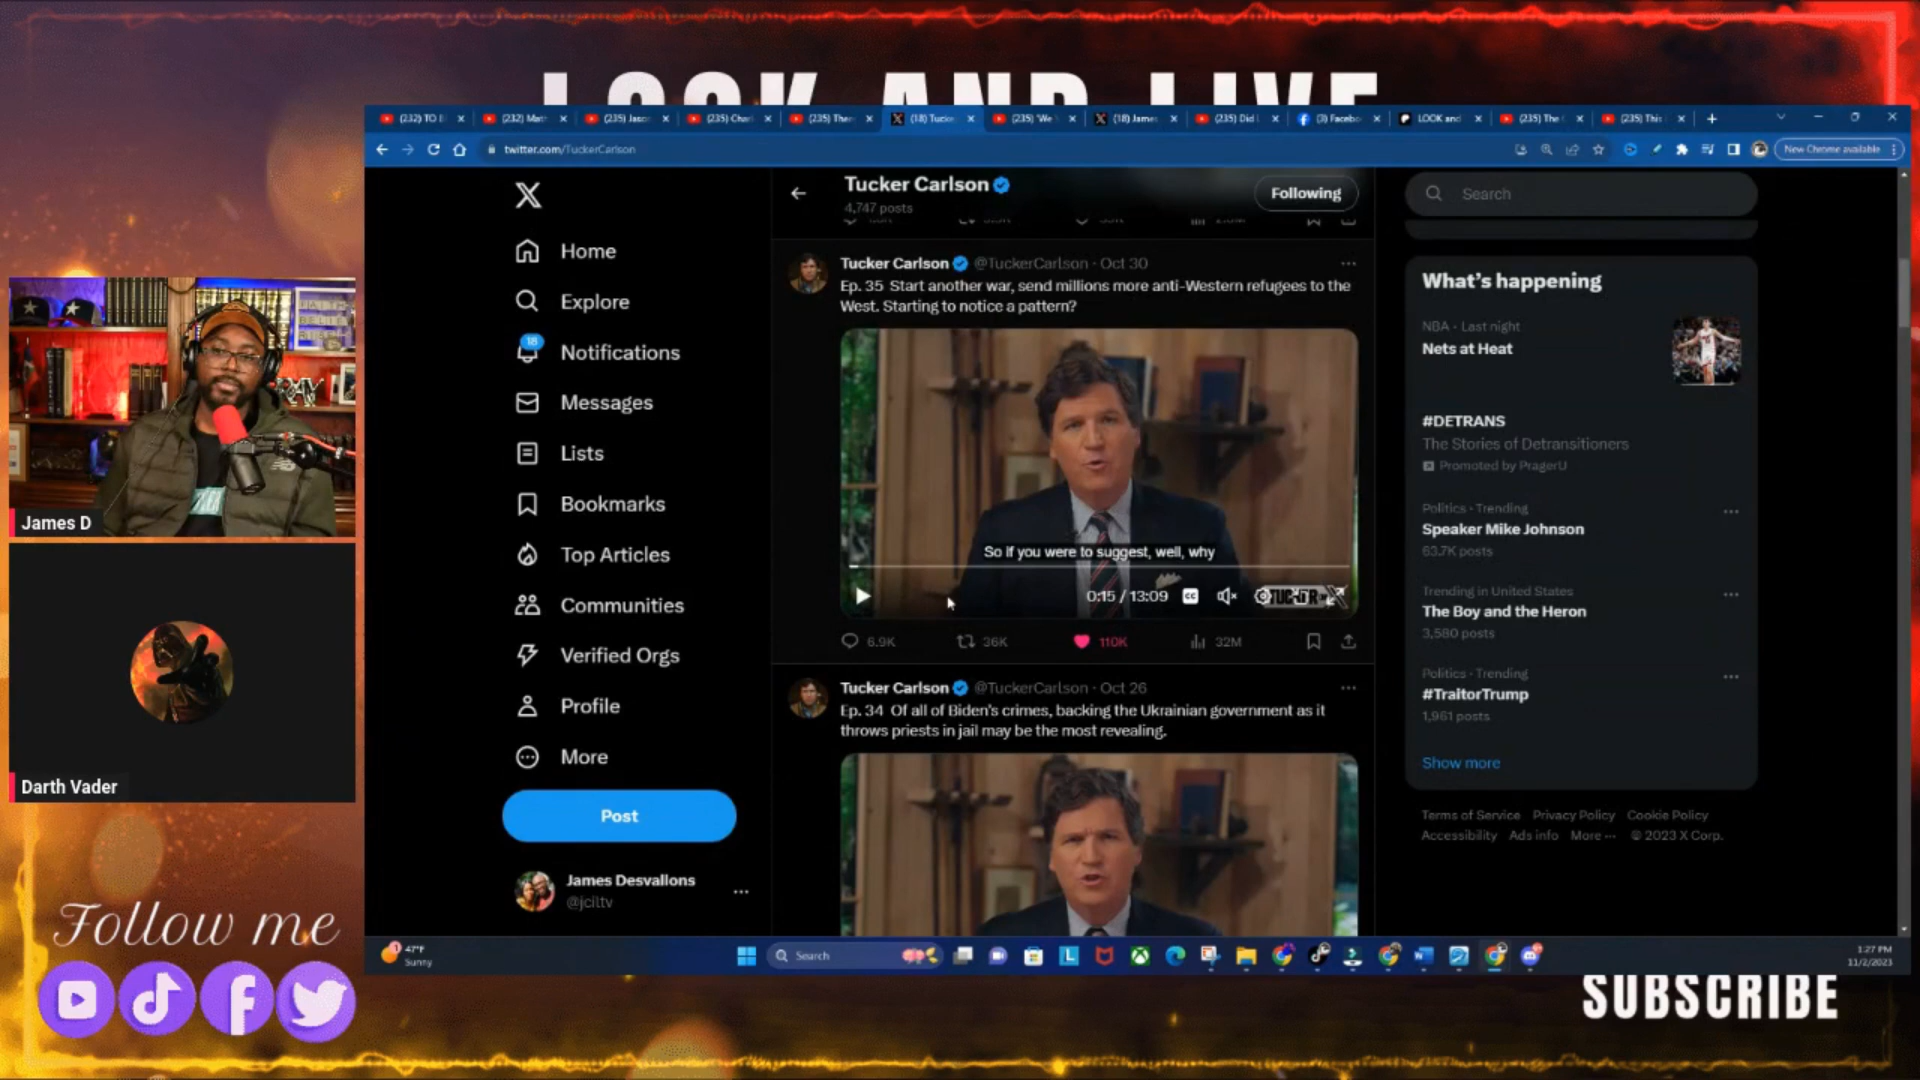 LOOK AND LIVE
(232) TO
(232) Matt
(235) Jaso
(235) Charl
(235) Ther
(18) Tucke
(235) 'We
(18) James
(235) Did
(3) Facebo
LOOK and
(235) The
(235) This
twitter.com/TuckerCarlson
New Chrome available
Tucker Carlson
4,747 posts
Following
Search
Home
Explore
18
Notifications
Messages
Lists
Bookmarks
Top Articles
Communities
Verified Orgs
Profile
More
Post
James Desvallons
@jciltv
Tucker Carlson @TuckerCarlson · Oct 30
Ep. 35 Start another war, send millions more anti-Western refugees to the
West. Starting to notice a pattern?
So if you were to suggest, well, why
0:15 / 13:09
CC
TUCKER
6.9K
36K
110K
32M
Tucker Carlson @TuckerCarlson · Oct 26
Ep. 34 Of all of Biden's crimes, backing the Ukrainian government as it
throws priests in jail may be the most revealing.
What's happening
NBA · Last night
Nets at Heat
#DETRANS
The Stories of Detransitioners
Promoted by PragerU
Politics · Trending
Speaker Mike Johnson
63.7K posts
Trending in United States
The Boy and the Heron
3,580 posts
Politics · Trending
#TraitorTrump
1,961 posts
Show more
Terms of Service Privacy Policy Cookie Policy
Accessibility Ads info More ··· © 2023 X Corp.
James D
Darth Vader
Follow me
47°F
Sunny
Search
1:27 PM
11/2/2023
SUBSCRIBE